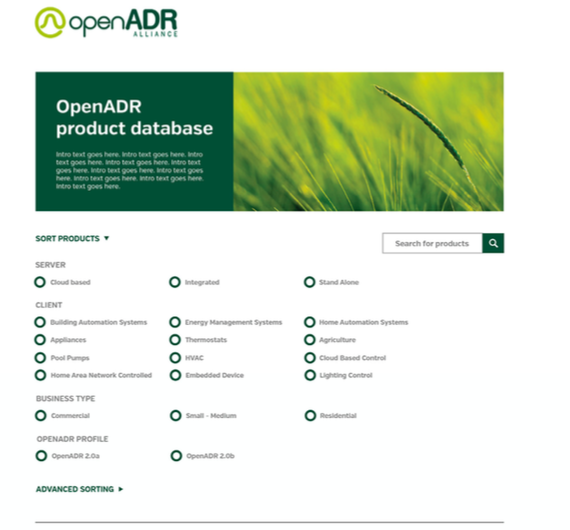 openADR
ALLIANCE
OpenADR
product database
Intro text goes here. Intro text goes here. Intro
text goes here. Intro text goes here. Intro text
goes here. Intro text goes here. Intro text goes
here. Intro text goes here. Intro text goes here.
Intro text goes here.
SORT PRODUCTS
Search for products
SERVER
Cloud based Integrated Stand Alone
CLIENT
Building Automation Systems Energy Management Systems Home Automation Systems
Appliances Thermostats Agriculture
Pool Pumps HVAC Cloud Based Control
Home Area Network Controlled Embedded Device Lighting Control
BUSINESS TYPE
Commercial Small - Medium Residential
OPENADR PROFILE
OpenADR 2.0a OpenADR 2.0b
ADVANCED SORTING